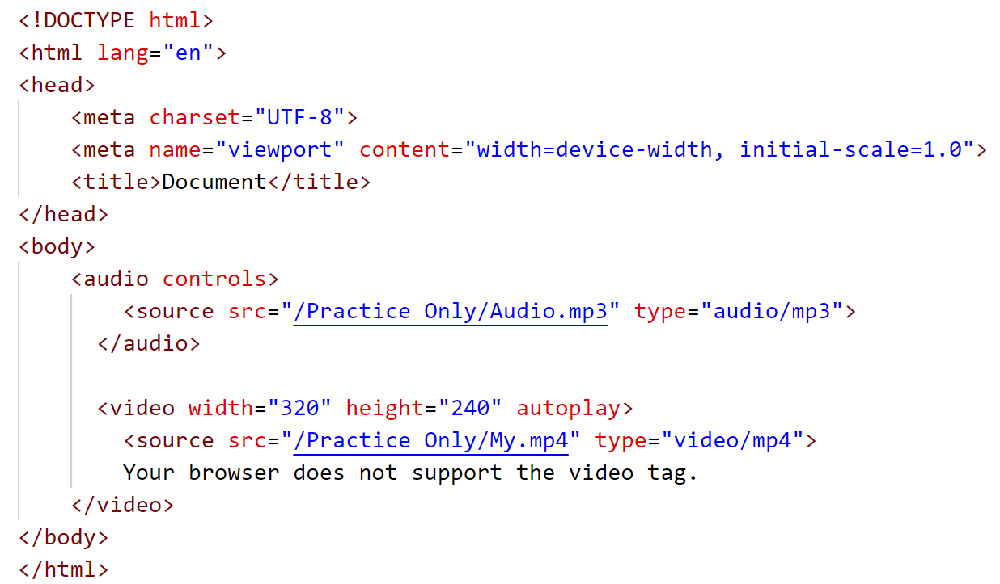 <!DOCTYPE html>
<html lang="en">
<head>
    <meta charset="UTF-8">
    <meta name="viewport" content="width=device-width, initial-scale=1.0">
    <title>Document</title>
</head>
<body>
    <audio controls>
        <source src="/Practice Only/Audio.mp3" type="audio/mp3">
      </audio>

      <video width="320" height="240" autoplay>
        <source src="/Practice Only/My.mp4" type="video/mp4">
        Your browser does not support the video tag.
    </video>
</body>
</html>